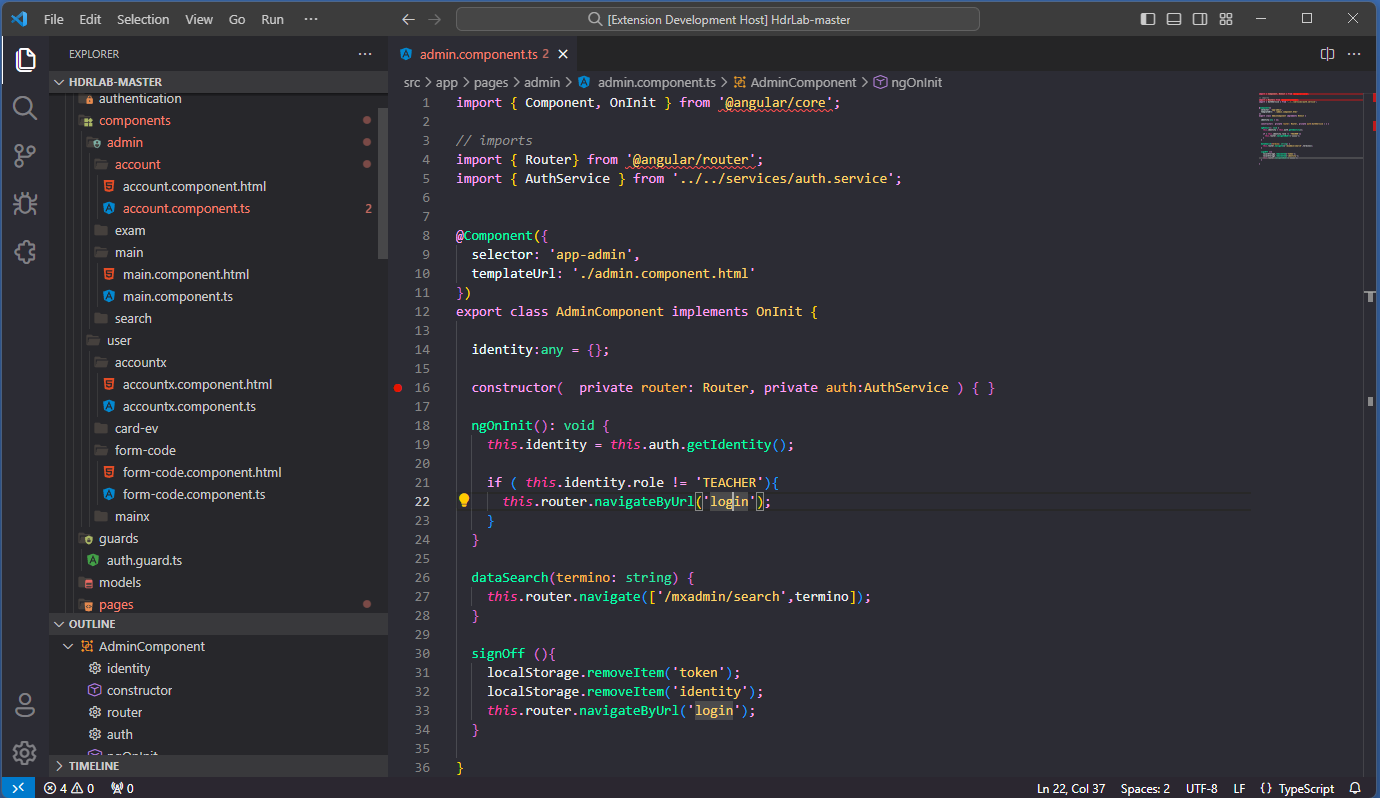 File Edit Selection View Go Run ···
[Extension Development Host] HdrLab-master
EXPLORER
HDRLAB-MASTER
authentication
components
admin
account
account.component.html
account.component.ts 2
exam
main
main.component.html
main.component.ts
search
user
accountx
accountx.component.html
accountx.component.ts
card-ev
form-code
form-code.component.html
form-code.component.ts
mainx
guards
auth.guard.ts
models
pages
OUTLINE
AdminComponent
identity
constructor
router
auth
ngOnInit
TIMELINE
admin.component.ts 2
src > app > pages > admin > admin.component.ts > AdminComponent > ngOnInit
1 import { Component, OnInit } from '@angular/core';
2
3 // imports
4 import { Router} from '@angular/router';
5 import { AuthService } from '../../services/auth.service';
6
7
8 @Component({
9 selector: 'app-admin',
10 templateUrl: './admin.component.html'
11 })
12 export class AdminComponent implements OnInit {
13
14 identity:any = {};
15
16 constructor(  private router: Router, private auth:AuthService ) { }
17
18 ngOnInit(): void {
19 this.identity = this.auth.getIdentity();
20
21 if ( this.identity.role != 'TEACHER'){
22 this.router.navigateByUrl('login');
23 }
24 }
25
26 dataSearch(termino: string) {
27 this.router.navigate(['/mxadmin/search',termino]);
28 }
29
30 signOff (){
31 localStorage.removeItem('token');
32 localStorage.removeItem('identity');
33 this.router.navigateByUrl('login');
34 }
35
36 }
4 0 0
Ln 22, Col 37 Spaces: 2 UTF-8 LF {} TypeScript